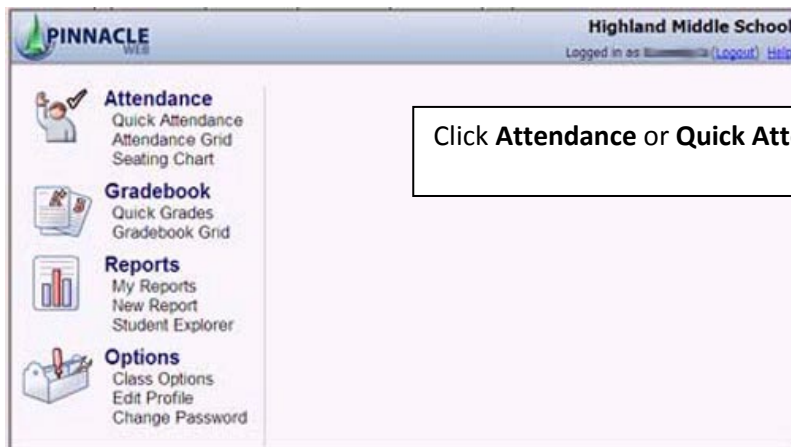 PINNACLE
WEB
Highland Middle School
Logged in as (Logout) Help
Attendance
Quick Attendance
Attendance Grid
Seating Chart
Click Attendance or Quick Att
Gradebook
Quick Grades
Gradebook Grid
Reports
My Reports
New Report
Student Explorer
Options
Class Options
Edit Profile
Change Password